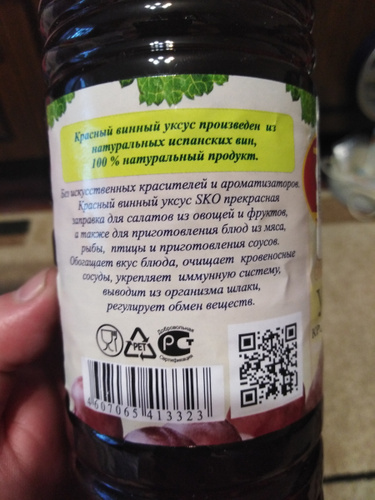 Красный винный уксус произведен из
натуральных испанских вин,
100 % натуральный продукт.
Без искусственных красителей и ароматизаторов.
Красный винный уксус SKO прекрасная
заправка для салатов из овощей и фруктов,
а также для приготовления блюд из мяса,
рыбы, птицы и приготовления соусов.
Обогащает вкус блюда, очищает кровеносные
сосуды, укрепляет иммунную систему,
выводит из организма шлаки,
регулирует обмен веществ.
PET
Добровольная
РС
Сертификация
4607065413323